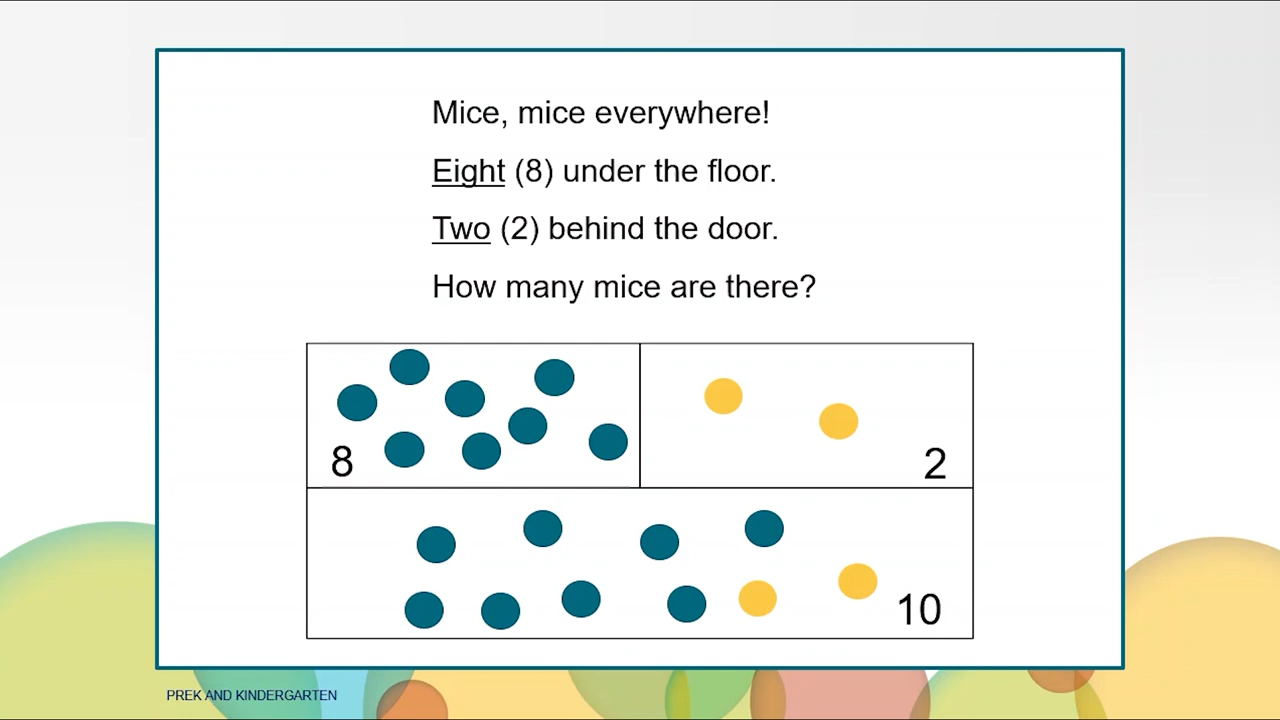 Mice, mice everywhere!
Eight (8) under the floor.
Two (2) behind the door.
How many mice are there?
8
2
10
PREK AND KINDERGARTEN